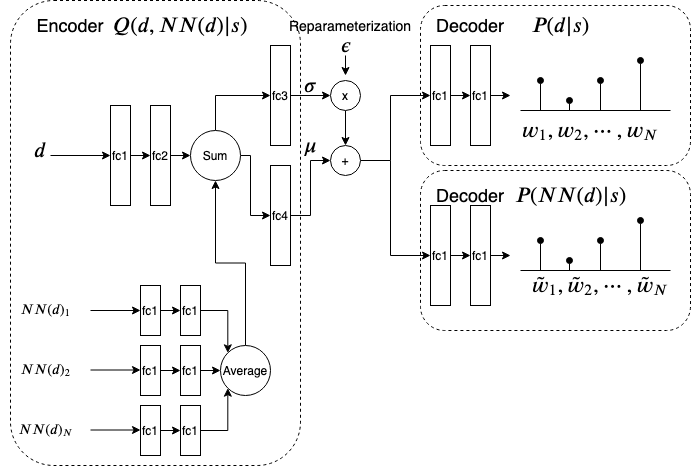 Encoder Q(d, NN(d)|s)
Reparameterization
ϵ
Decoder P(d|s)
fc3
σ
x
fc1
fc1
w₁, w₂, ⋯, w_N
d
fc1
fc2
Sum
μ
+
fc4
Decoder P(NN(d)|s)
fc1
fc1
w̃₁, w̃₂, ⋯, w̃_N
NN(d)₁
fc1
fc1
NN(d)₂
fc1
fc1
Average
NN(d)_N
fc1
fc1